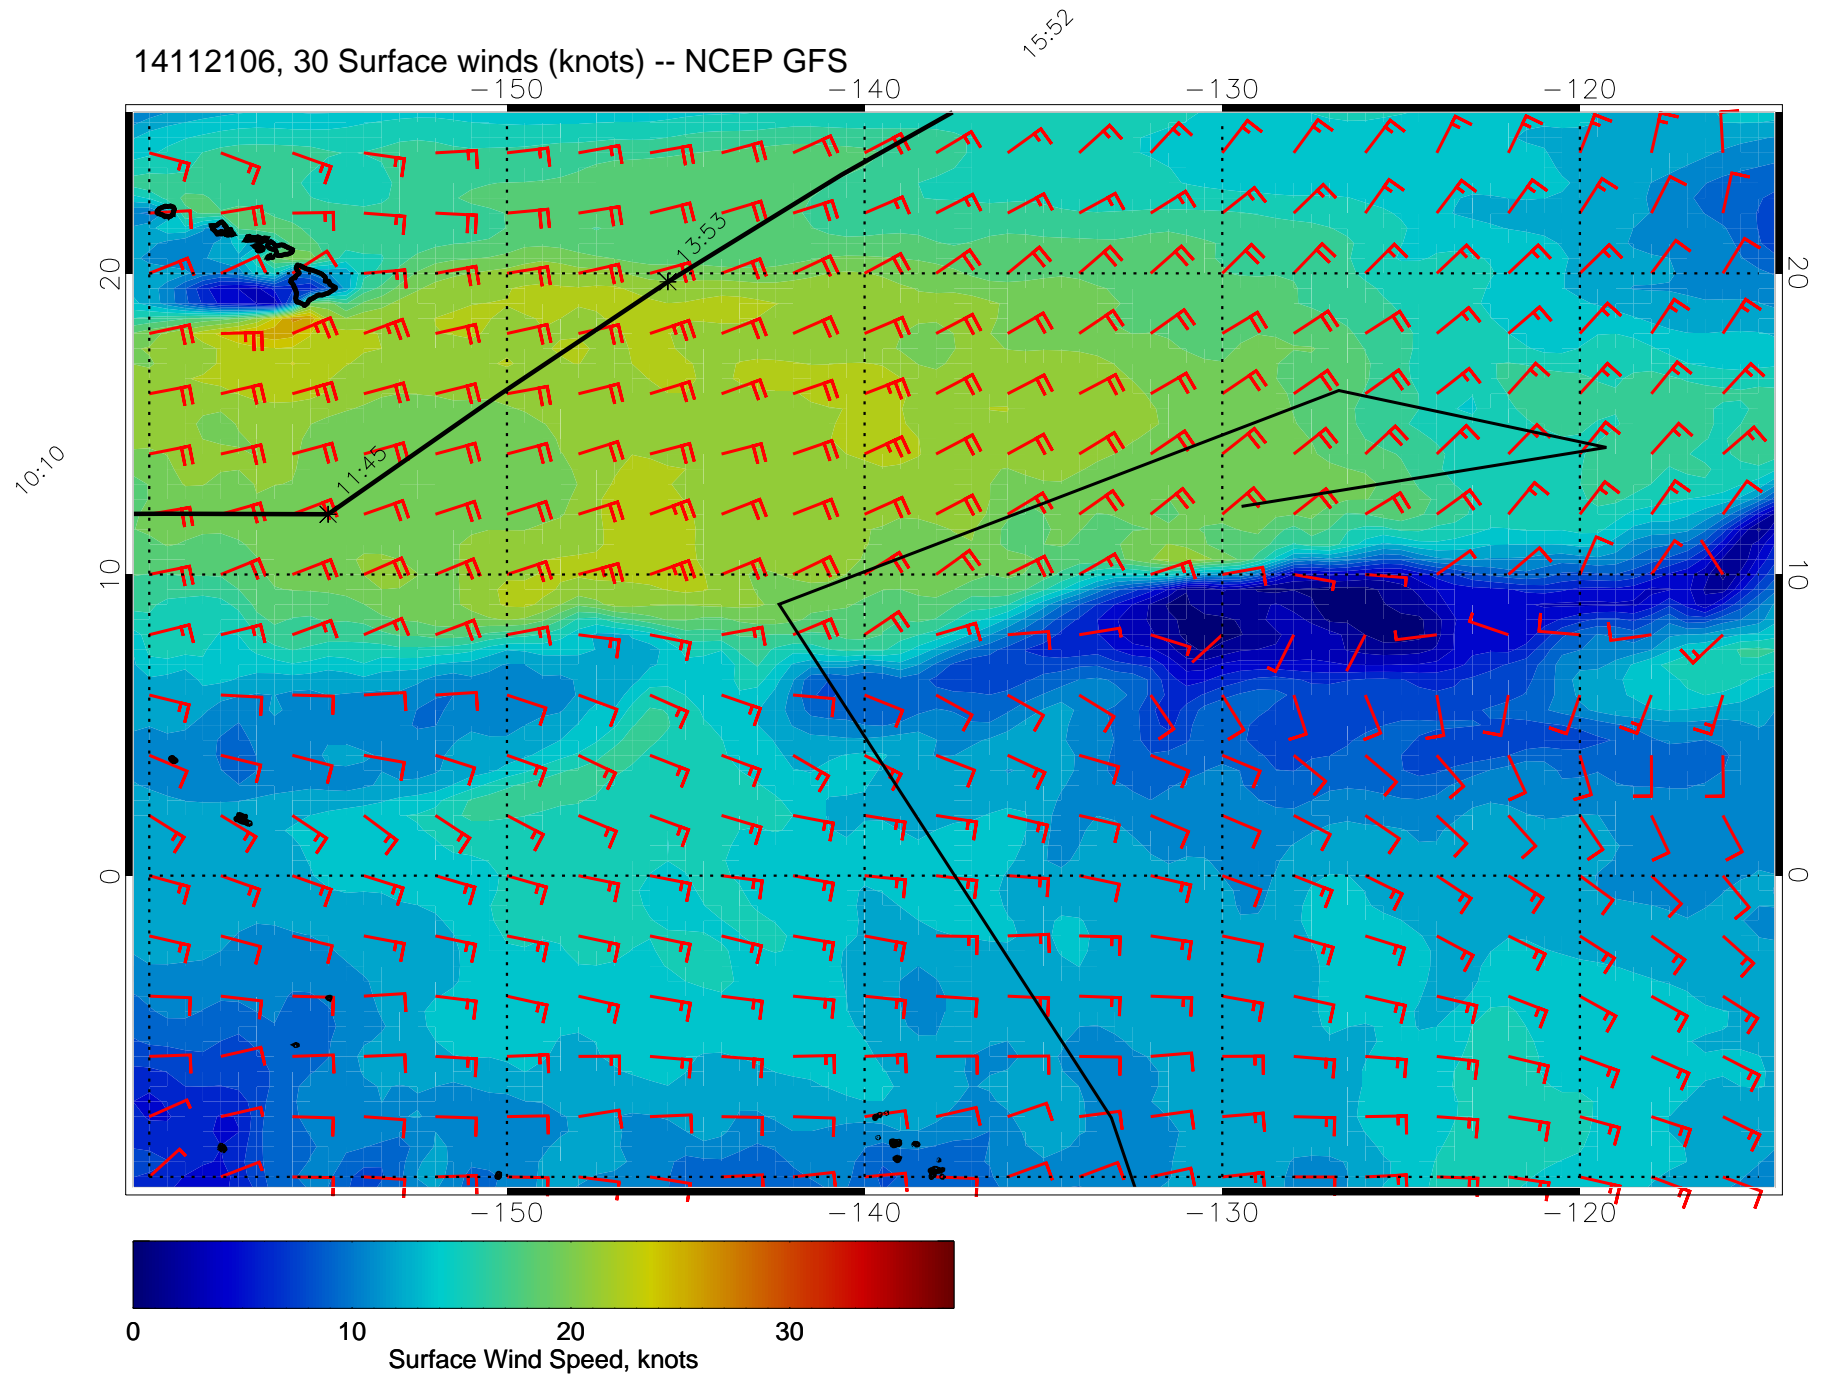 15:52
14112106, 30 Surface winds (knots) -- NCEP GFS
-150 -140 -130 -120
13:53
20 20
10:10
11:45
10 10
0 0
-150 -140 -130 -120
0 10 20 30
Surface Wind Speed, knots